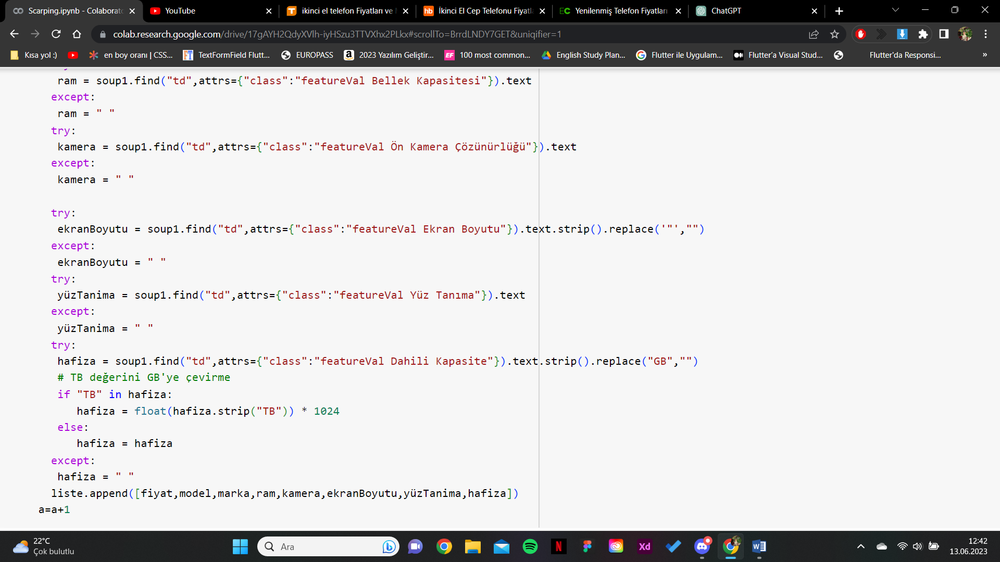 Scarping.ipynb - Colaborato
YouTube
ikinci el telefon Fiyatları ve
İkinci El Cep Telefonu Fiyatla
Yenilenmiş Telefon Fiyatları
ChatGPT
colab.research.google.com/drive/17gAYH2QdyXVlh-iyHSzu3TTVXhx2PLkx#scrollTo=BrrdLNDY7GET&uniqifier=1
Kısa yol :)
en boy oranı | CSS...
TextFormField Flutt...
EUROPASS
2023 Yazılım Geliştir...
100 most common...
English Study Plan...
Flutter ile Uygulam...
Flutter'a Visual Stud...
Flutter'da Responsi...
ram = soup1.find("td",attrs={"class":"featureVal Bellek Kapasitesi"}).text
except:
ram = " "
try:
kamera = soup1.find("td",attrs={"class":"featureVal Ön Kamera Çözünürlüğü"}).text
except:
kamera = " "
try:
ekranBoyutu = soup1.find("td",attrs={"class":"featureVal Ekran Boyutu"}).text.strip().replace('"',"")
except:
ekranBoyutu = " "
try:
yüzTanima = soup1.find("td",attrs={"class":"featureVal Yüz Tanıma"}).text
except:
yüzTanima = " "
try:
hafiza = soup1.find("td",attrs={"class":"featureVal Dahili Kapasite"}).text.strip().replace("GB","")
# TB değerini GB'ye çevirme
if "TB" in hafiza:
hafiza = float(hafiza.strip("TB")) * 1024
else:
hafiza = hafiza
except:
hafiza = " "
liste.append([fiyat,model,marka,ram,kamera,ekranBoyutu,yüzTanima,hafiza])
a=a+1
22°C
Çok bulutlu
Ara
12:42
13.06.2023